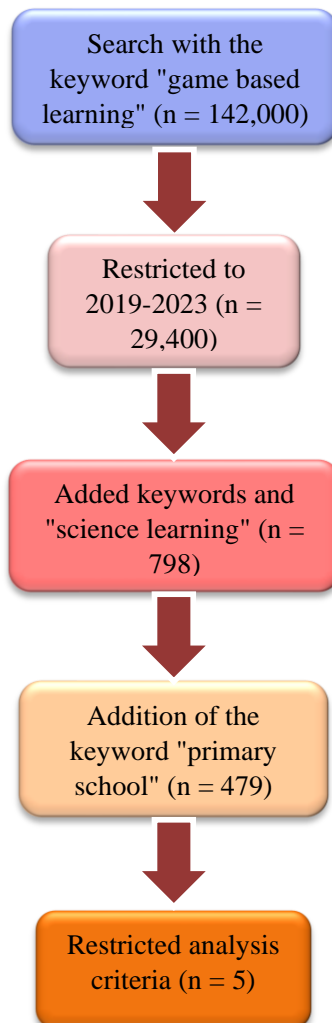 Search with the
keyword "game based
learning" (n = 142,000)
Restricted to
2019-2023 (n =
29,400)
Added keywords and
"science learning" (n =
798)
Addition of the
keyword "primary
school" (n = 479)
Restricted analysis
criteria (n = 5)